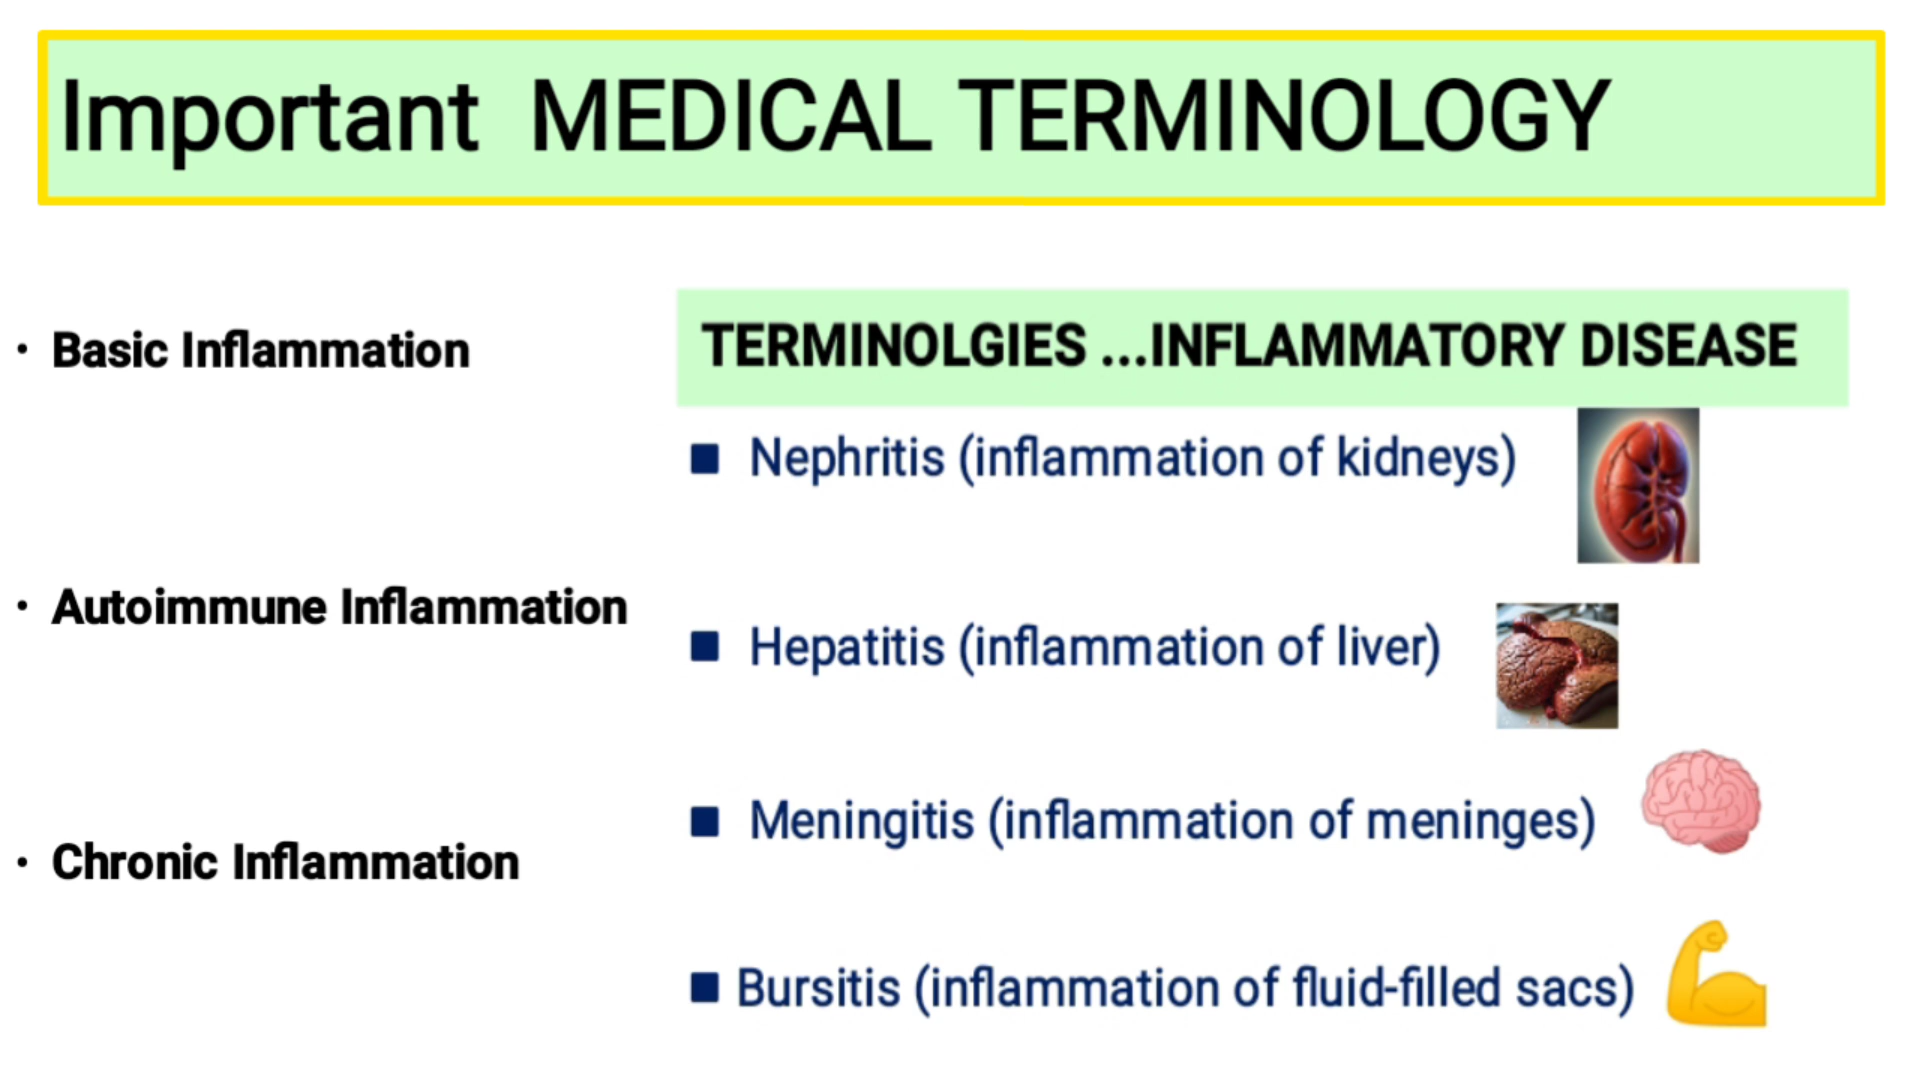 Important MEDICAL TERMINOLOGY
• Basic Inflammation
• Autoimmune Inflammation
• Chronic Inflammation
TERMINOLGIES ...INFLAMMATORY DISEASE
■ Nephritis (inflammation of kidneys)
■ Hepatitis (inflammation of liver)
■ Meningitis (inflammation of meninges)
■ Bursitis (inflammation of fluid-filled sacs)